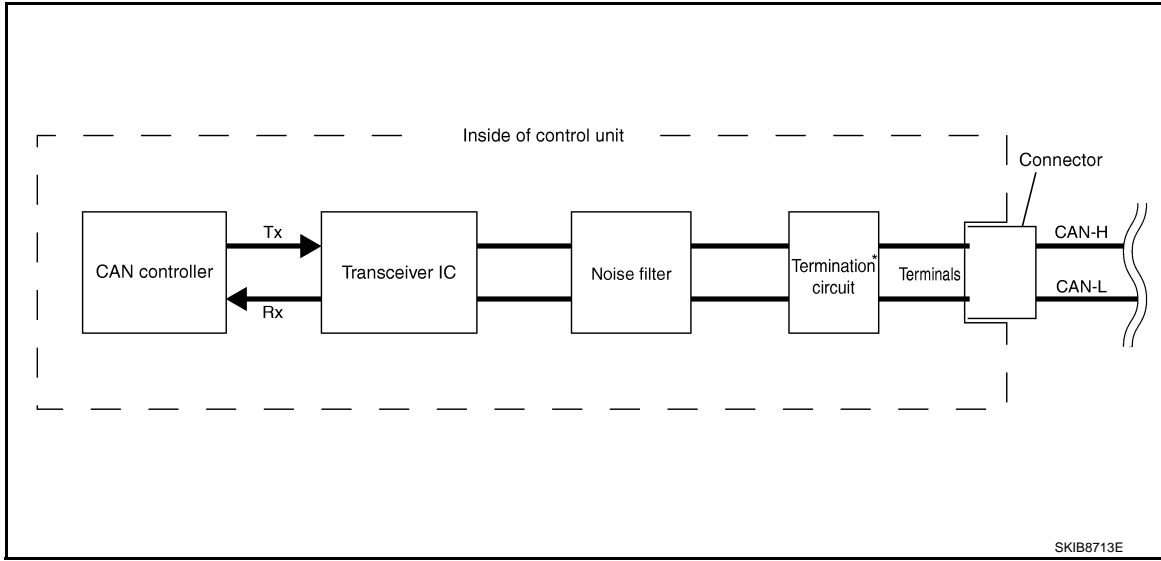 Inside of control unit
Connector
CAN controller
Tx
Rx
Transceiver IC
Noise filter
Termination*
circuit
Terminals
CAN-H
CAN-L
SKIB8713E